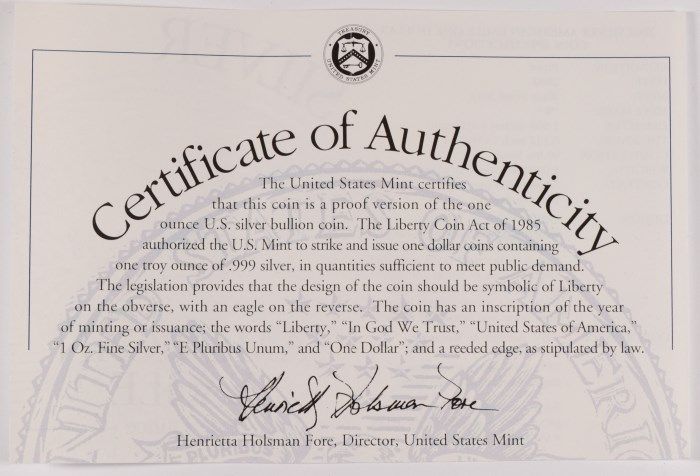 TREASURY
UNITED STATES MINT
Certificate of Authenticity
The United States Mint certifies
that this coin is a proof version of the one
ounce U.S. silver bullion coin. The Liberty Coin Act of 1985
authorized the U.S. Mint to strike and issue one dollar coins containing
one troy ounce of .999 silver, in quantities sufficient to meet public demand.
The legislation provides that the design of the coin should be symbolic of Liberty
on the obverse, with an eagle on the reverse. The coin has an inscription of the year
of minting or issuance; the words “Liberty,” “In God We Trust,” “United States of America,”
“1 Oz. Fine Silver,” “E Pluribus Unum,” and “One Dollar”; and a reeded edge, as stipulated by law.
Henrietta Holsman Fore
Henrietta Holsman Fore, Director, United States Mint